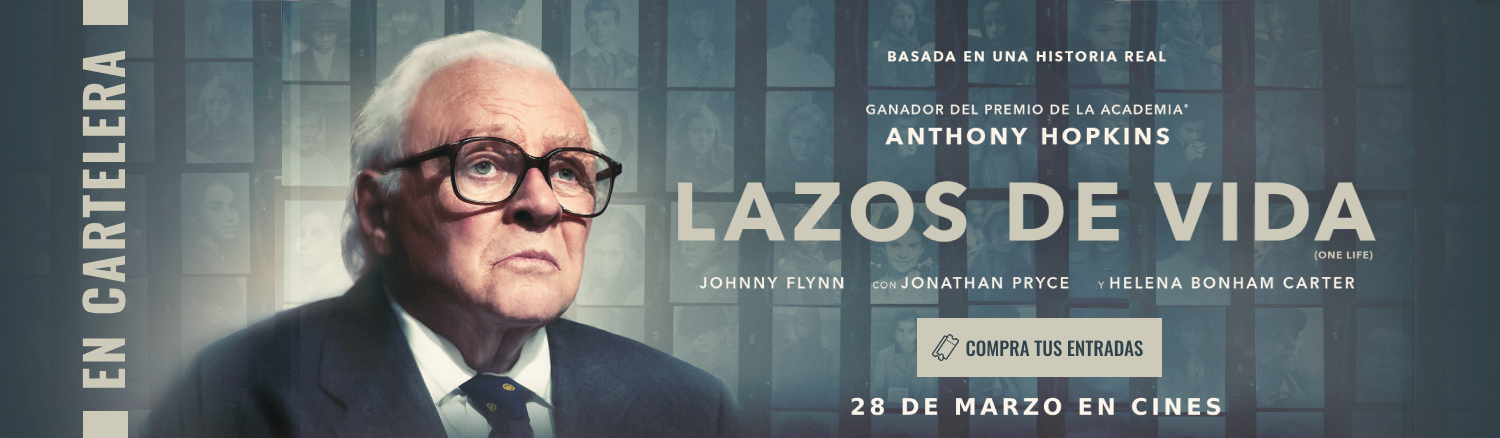 EN CARTELERA
BASADA EN UNA HISTORIA REAL
GANADOR DEL PREMIO DE LA ACADEMIA®
ANTHONY HOPKINS
LAZOS DE VIDA
(ONE LIFE)
JOHNNY FLYNN CON JONATHAN PRYCE Y HELENA BONHAM CARTER
COMPRA TUS ENTRADAS
28 DE MARZO EN CINES